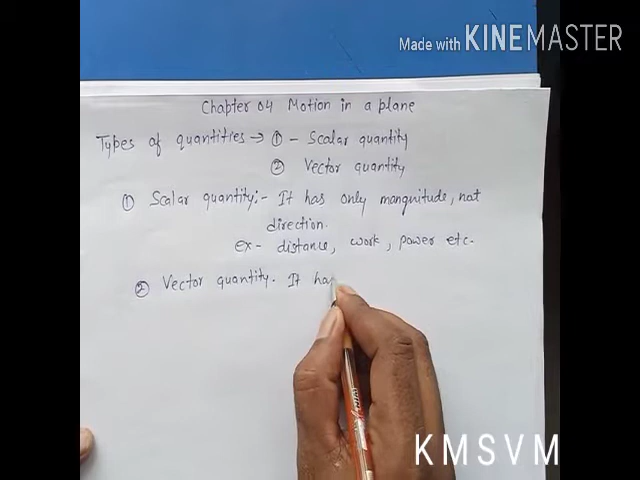 Made with KINEMASTER
Chapter 04 Motion in a plane
Types of quantities → ① - Scalar quantity
② Vector quantity
① Scalar quantity:- It has only mangnitude, not
direction.
ex- distance, work, power etc.
② Vector quantity. It ha
KMSVM